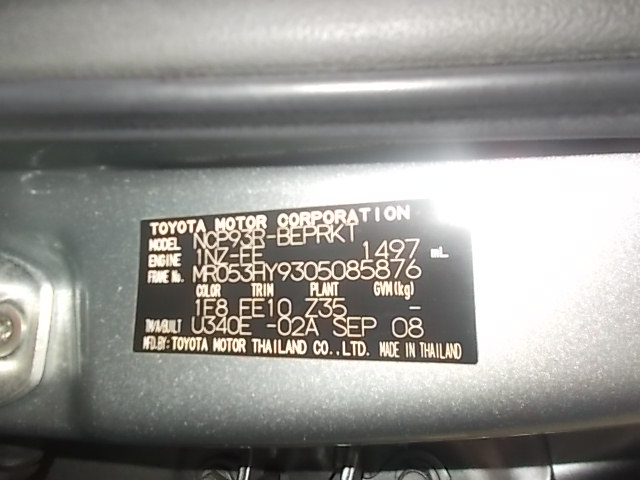 TOYOTA MOTOR CORPORATION
MODEL NCP93R-BEPRKT
ENGINE 1NZ-FE 1497 mL
FRAME No. MR053HY9305085876
COLOR TRIM PLANT GVM(kg)
1F8 FE10 Z35 -
TM/A/BUILT U340E -02A SEP 08
MFD.BY:TOYOTA MOTOR THAILAND CO.,LTD. MADE IN THAILAND